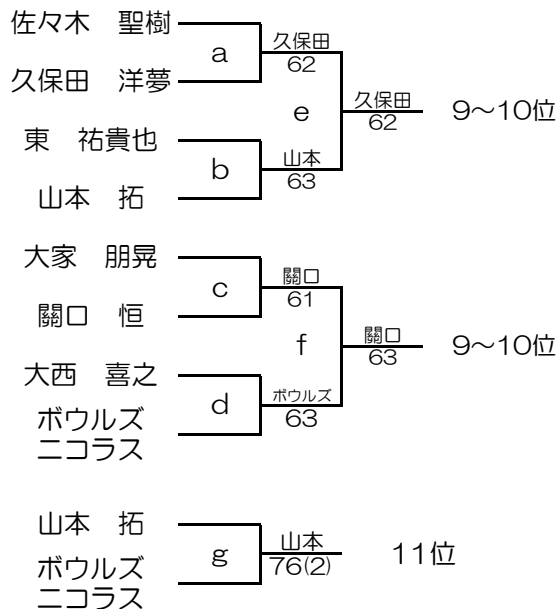 佐々木　聖樹
a
久保田
62
久保田　洋夢
e
久保田
62
9〜10位
東　祐貴也
b
山本
63
山本　拓
大家　朋晃
c
關口
61
關口　恒
f
關口
63
9〜10位
大西　喜之
d
ボウルズ
63
ボウルズ
ニコラス
山本　拓
g
山本
76(2)
11位
ボウルズ
ニコラス